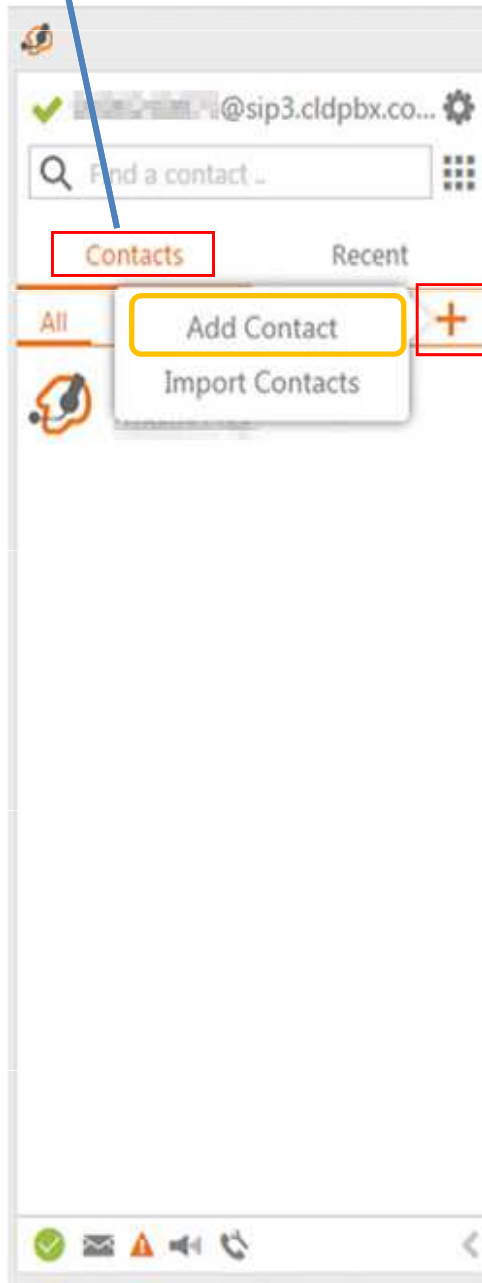 @sip3.cldpbx.co...
Find a contact ..
Contacts Recent
All
Add Contact
Import Contacts